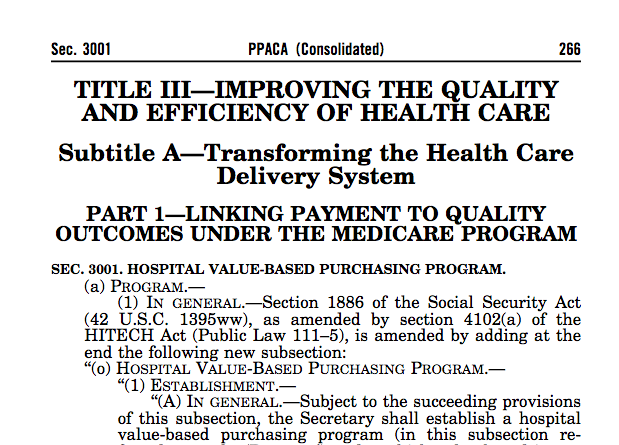 Sec. 3001 PPACA (Consolidated) 266
TITLE III—IMPROVING THE QUALITY
AND EFFICIENCY OF HEALTH CARE
Subtitle A—Transforming the Health Care
Delivery System
PART 1—LINKING PAYMENT TO QUALITY
OUTCOMES UNDER THE MEDICARE PROGRAM
SEC. 3001. HOSPITAL VALUE-BASED PURCHASING PROGRAM.
(a) PROGRAM.—
(1) IN GENERAL.—Section 1886 of the Social Security Act
(42 U.S.C. 1395ww), as amended by section 4102(a) of the
HITECH Act (Public Law 111–5), is amended by adding at the
end the following new subsection:
“(o) HOSPITAL VALUE-BASED PURCHASING PROGRAM.—
“(1) ESTABLISHMENT.—
“(A) IN GENERAL.—Subject to the succeeding provisions
of this subsection, the Secretary shall establish a hospital
value-based purchasing program (in this subsection re-